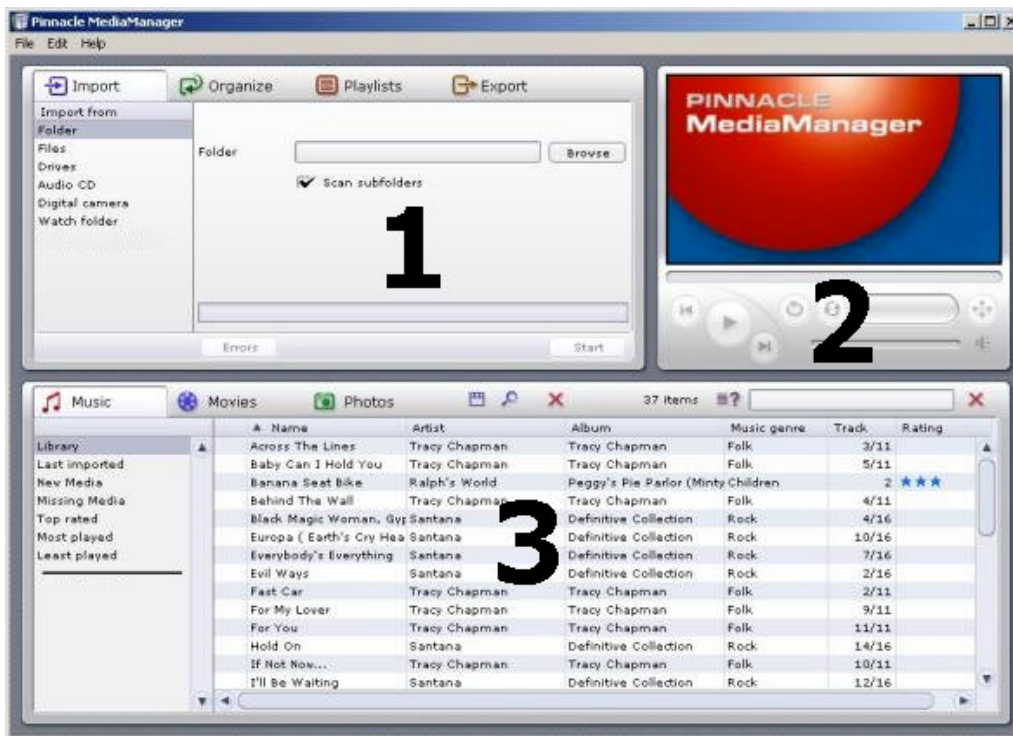 Pinnacle MediaManager
File Edit Help
Import Organize Playlists Export
Import from
Folder
Files
Drives
Audio CD
Digital camera
Watch folder
Folder Browse
Scan subfolders
1
Errors Start
PINNACLE
MediaManager
2
Music Movies Photos 37 items ?
Library
Last imported
New Media
Missing Media
Top rated
Most played
Least played
Name Artist Album Music genre Track Rating
Across The Lines Tracy Chapman Tracy Chapman Folk 3/11
Baby Can I Hold You Tracy Chapman Tracy Chapman Folk 5/11
Banana Seat Bike Ralph's World Peggy's Pie Parlor (Minty Children 2 ★★★
Behind The Wall Tracy Chapman Tracy Chapman Folk 4/11
Black Magic Woman, Gyp Santana Definitive Collection Rock 4/16
Europa ( Earth's Cry Hea Santana Definitive Collection Rock 10/16
Everybody's Everything Santana Definitive Collection Rock 7/16
Evil Ways Santana Definitive Collection Rock 2/16
Fast Car Tracy Chapman Tracy Chapman Folk 2/11
For My Lover Tracy Chapman Tracy Chapman Folk 9/11
For You Tracy Chapman Tracy Chapman Folk 11/11
Hold On Santana Definitive Collection Rock 14/16
If Not Now... Tracy Chapman Tracy Chapman Folk 10/11
I'll Be Waiting Santana Definitive Collection Rock 12/16
3